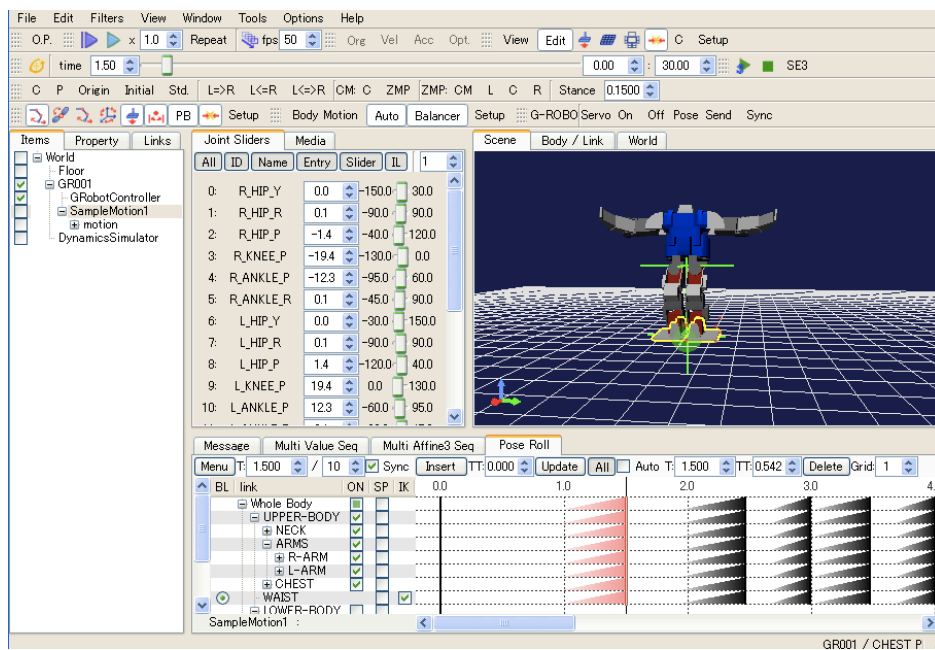 File Edit Filters View Window Tools Options Help
O.P. x 1.0 Repeat fps 50 Org Vel Acc Opt. View Edit C Setup
time 1.50 0.00 : 30.00 SE3
C P Origin Initial Std. L=>R L<=R L<=>R CM: C ZMP ZMP: CM L C R Stance 0.1500
PB Setup Body Motion Auto Balancer Setup G-ROBO Servo On Off Pose Send Sync
Items Property Links
World
Floor
GR001
GRobotController
SampleMotion1
motion
DynamicsSimulator
Joint Sliders Media
All ID Name Entry Slider IL 1
0: R_HIP_Y 0.0 -150.0 30.0
1: R_HIP_R 0.1 -90.0 90.0
2: R_HIP_P -1.4 -40.0 120.0
3: R_KNEE_P -19.4 -130.0 0.0
4: R_ANKLE_P -12.3 -95.0 60.0
5: R_ANKLE_R 0.1 -45.0 90.0
6: L_HIP_Y 0.0 -30.0 150.0
7: L_HIP_R 0.1 -90.0 90.0
8: L_HIP_P 1.4 -120.0 40.0
9: L_KNEE_P 19.4 0.0 130.0
10: L_ANKLE_P 12.3 -60.0 95.0
Scene Body / Link World
Message Multi Value Seq Multi Affine3 Seq Pose Roll
Menu T: 1.500 / 10 Sync Insert TT: 0.000 Update All Auto T: 1.500 TT: 0.542 Delete Grid: 1
BL link ON SP IK 0.0 1.0 2.0 3.0 4.
Whole Body
UPPER-BODY
NECK
ARMS
R-ARM
L-ARM
CHEST
WAIST
LOWER-BODY
SampleMotion1 :
GR001 / CHEST P